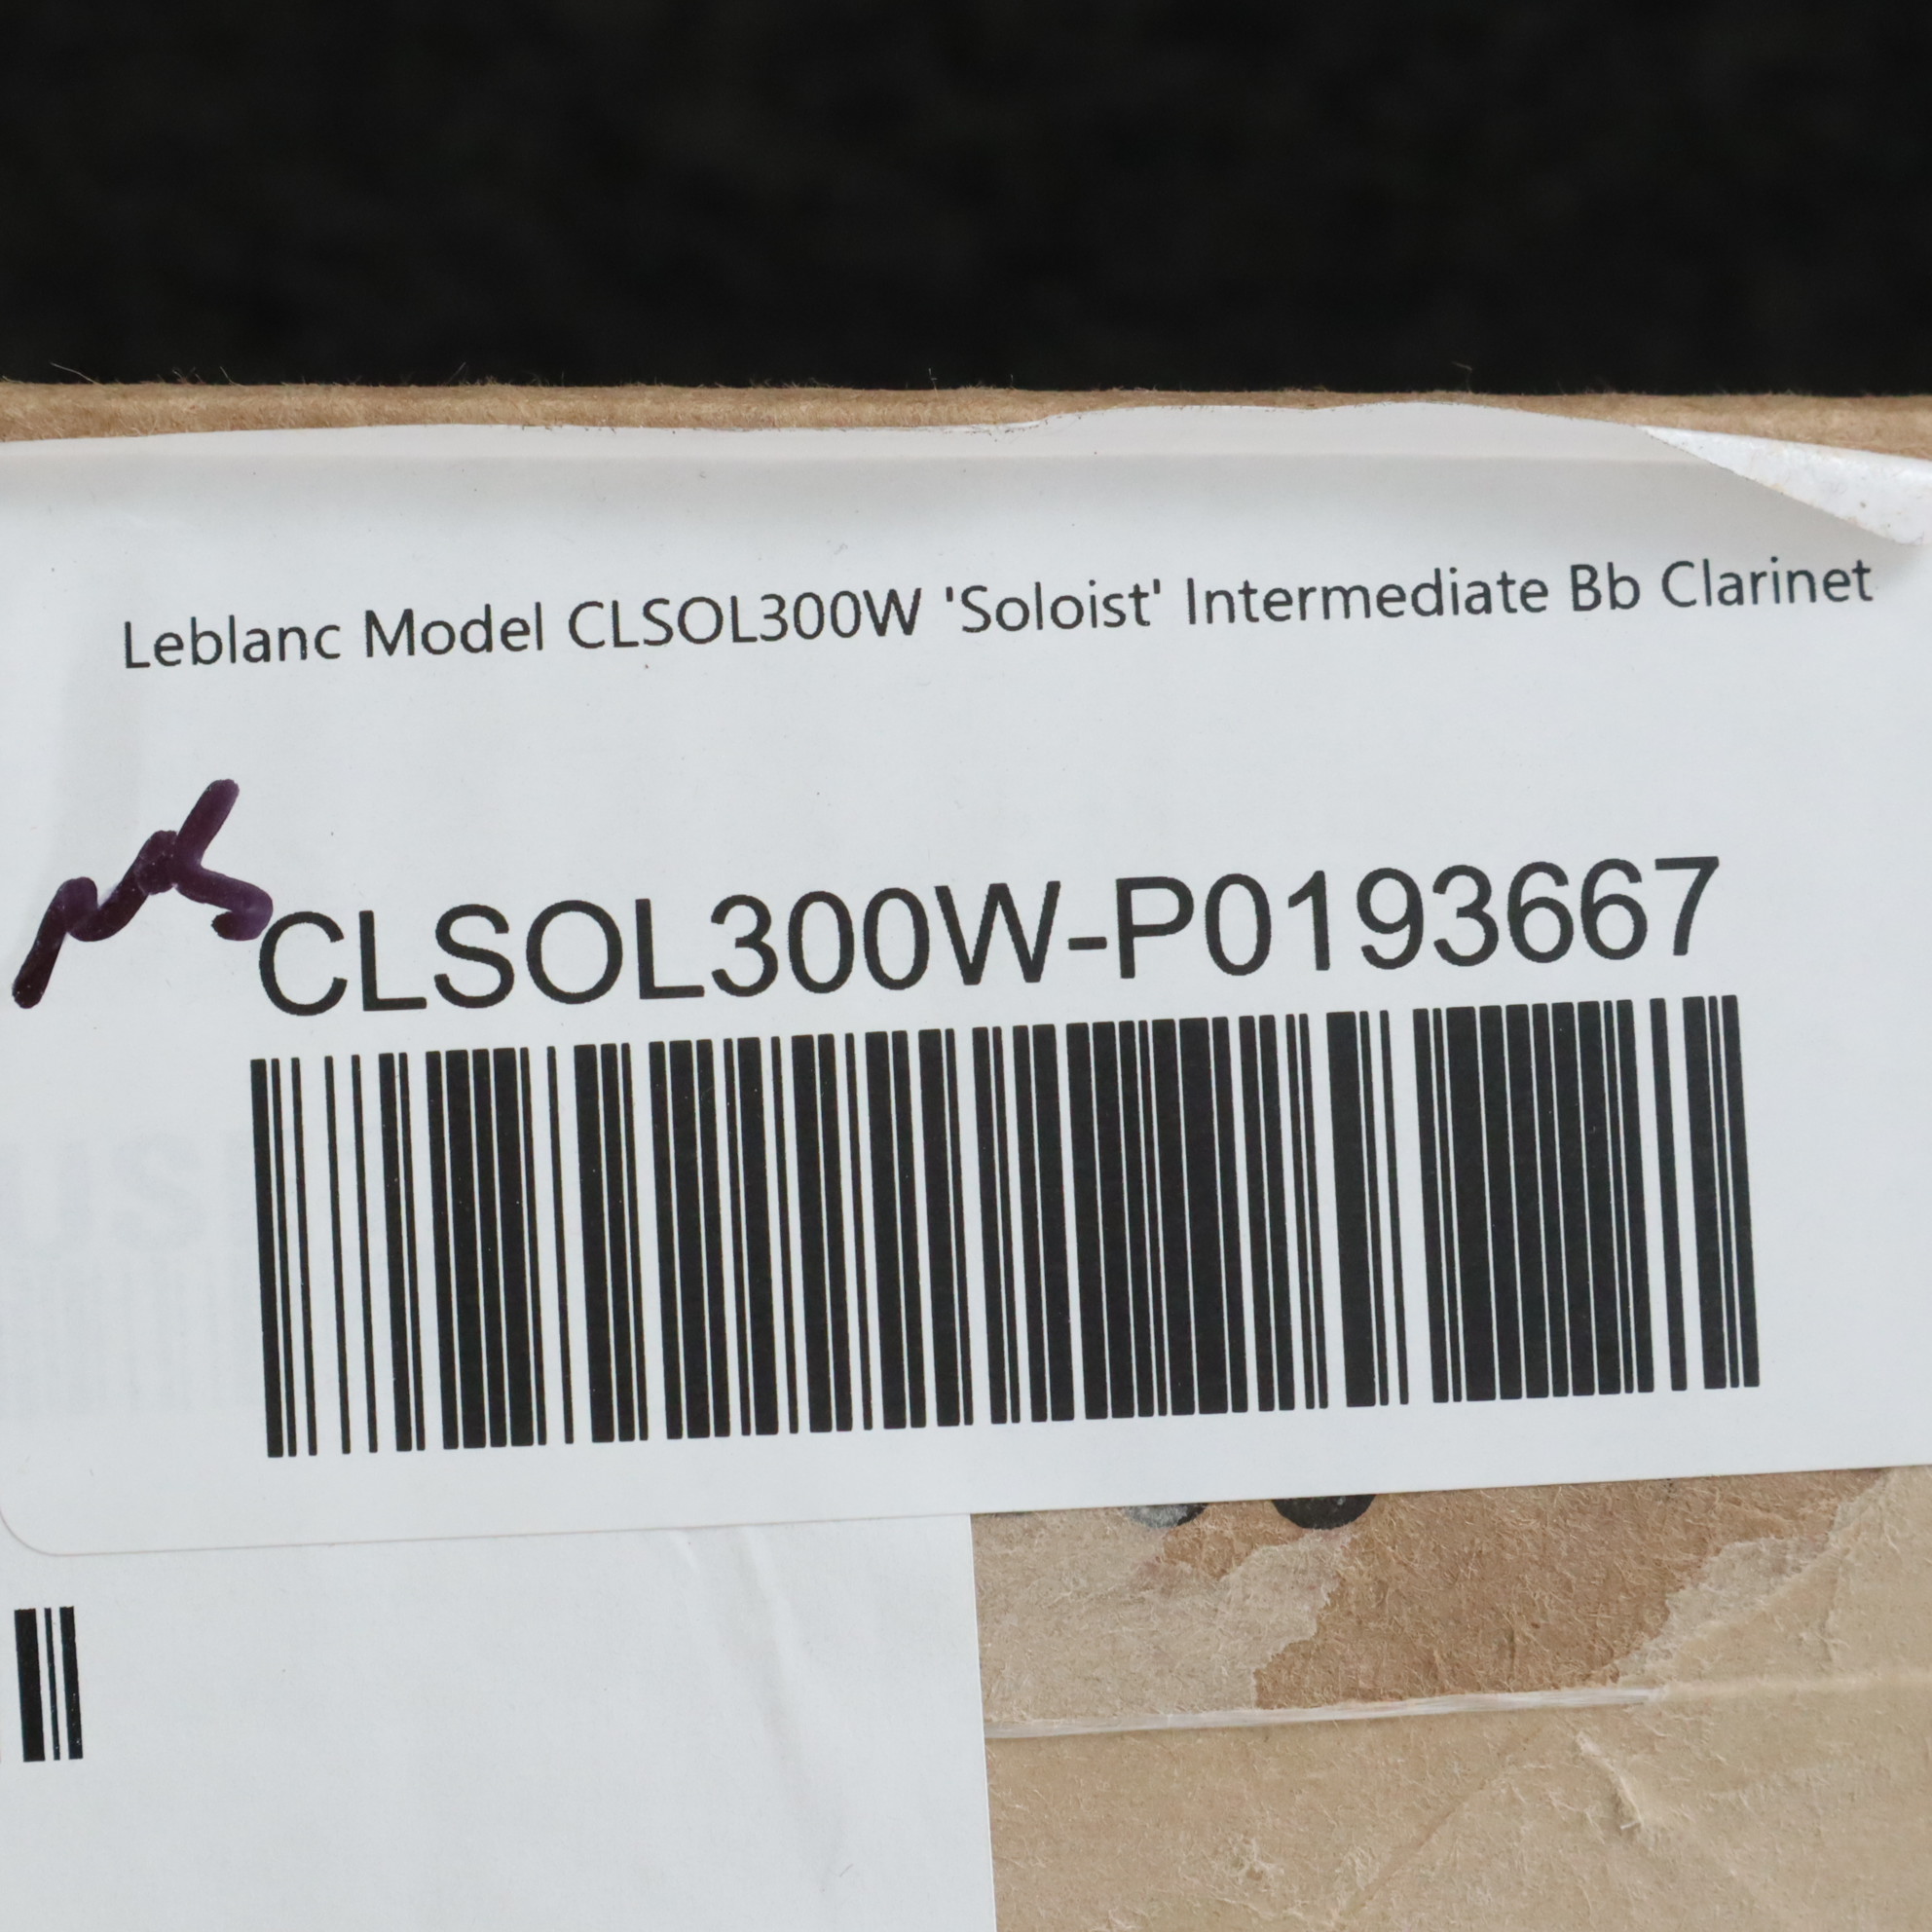 Leblanc Model CLSOL300W 'Soloist' Intermediate Bb Clarinet
CLSOL300W-P0193667